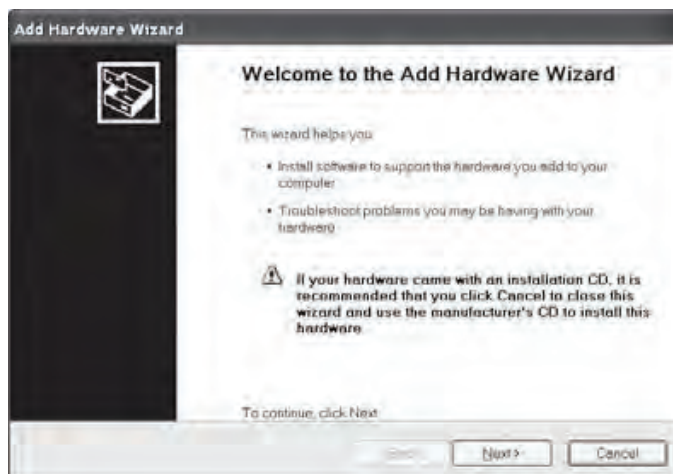 Add Hardware Wizard
Welcome to the Add Hardware Wizard
This wizard helps you
• Install software to support the hardware you add to your
computer
• Troubleshoot problems you may be having with your
hardware
If your hardware came with an installation CD, it is
recommended that you click Cancel to close this
wizard and use the manufacturer's CD to install this
hardware
To continue, click Next
Next >
Cancel